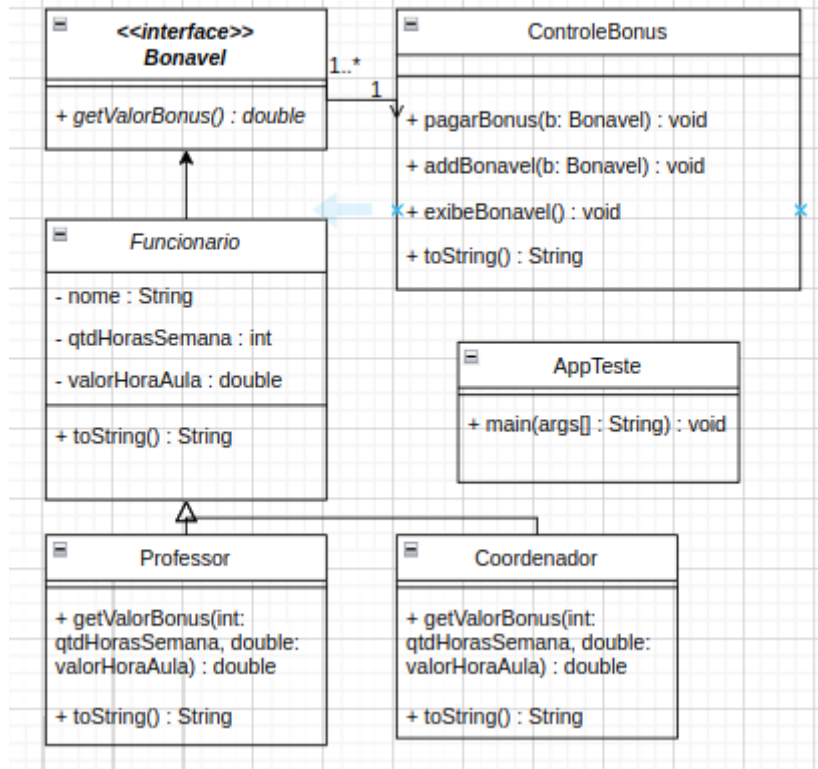 <<interface>>
Bonavel
+ getValorBonus() : double
1..*
1
ControleBonus
+ pagarBonus(b: Bonavel) : void
+ addBonavel(b: Bonavel) : void
+ exibeBonavel() : void
+ toString() : String
Funcionario
- nome : String
- qtdHorasSemana : int
- valorHoraAula : double
+ toString() : String
AppTeste
+ main(args[] : String) : void
Professor
+ getValorBonus(int:
qtdHorasSemana, double:
valorHoraAula) : double
+ toString() : String
Coordenador
+ getValorBonus(int:
qtdHorasSemana, double:
valorHoraAula) : double
+ toString() : String